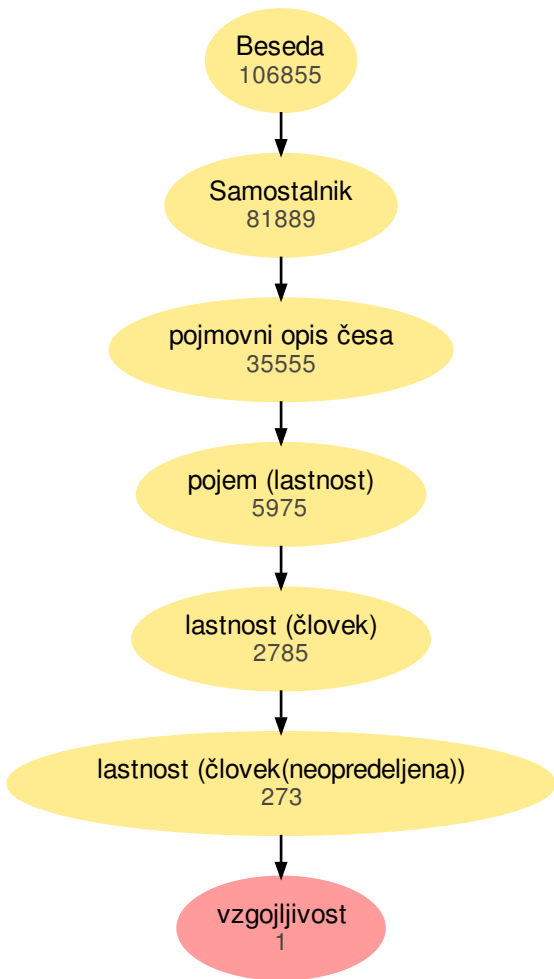 Beseda
106855
Samostalnik
81889
pojmovni opis česa
35555
pojem (lastnost)
5975
lastnost (človek)
2785
lastnost (človek(neopredeljena))
273
vzgojljivost
1